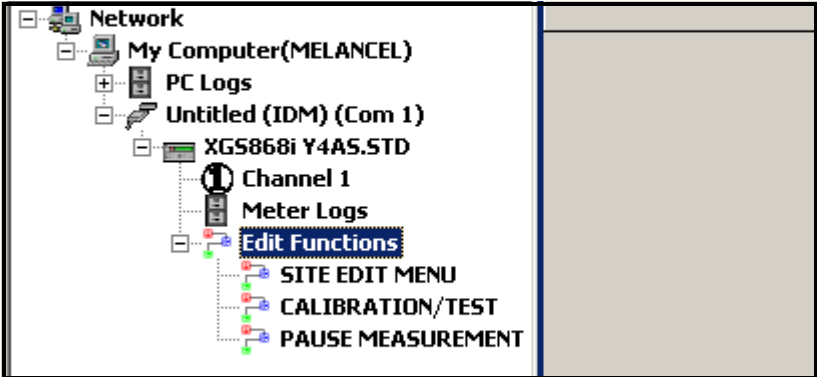 Network
My Computer(MELANCEL)
PC Logs
Untitled (IDM) (Com 1)
XGS868i Y4AS.STD
1 Channel 1
Meter Logs
Edit Functions
SITE EDIT MENU
CALIBRATION/TEST
PAUSE MEASUREMENT